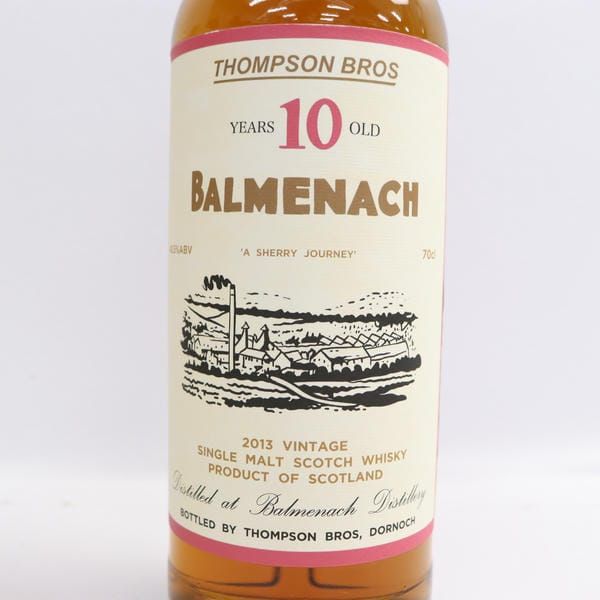 THOMPSON BROS
YEARS 10 OLD
BALMENACH
'A SHERRY JOURNEY'
70cl
2013 VINTAGE
SINGLE MALT SCOTCH WHISKY
PRODUCT OF SCOTLAND
Distilled at Balmenach Distillery
BOTTLED BY THOMPSON BROS, DORNOCH